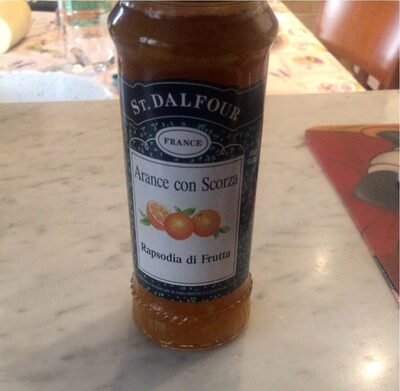 ST. DALFOUR
FRANCE
Arance con Scorza
Rapsodia di Frutta